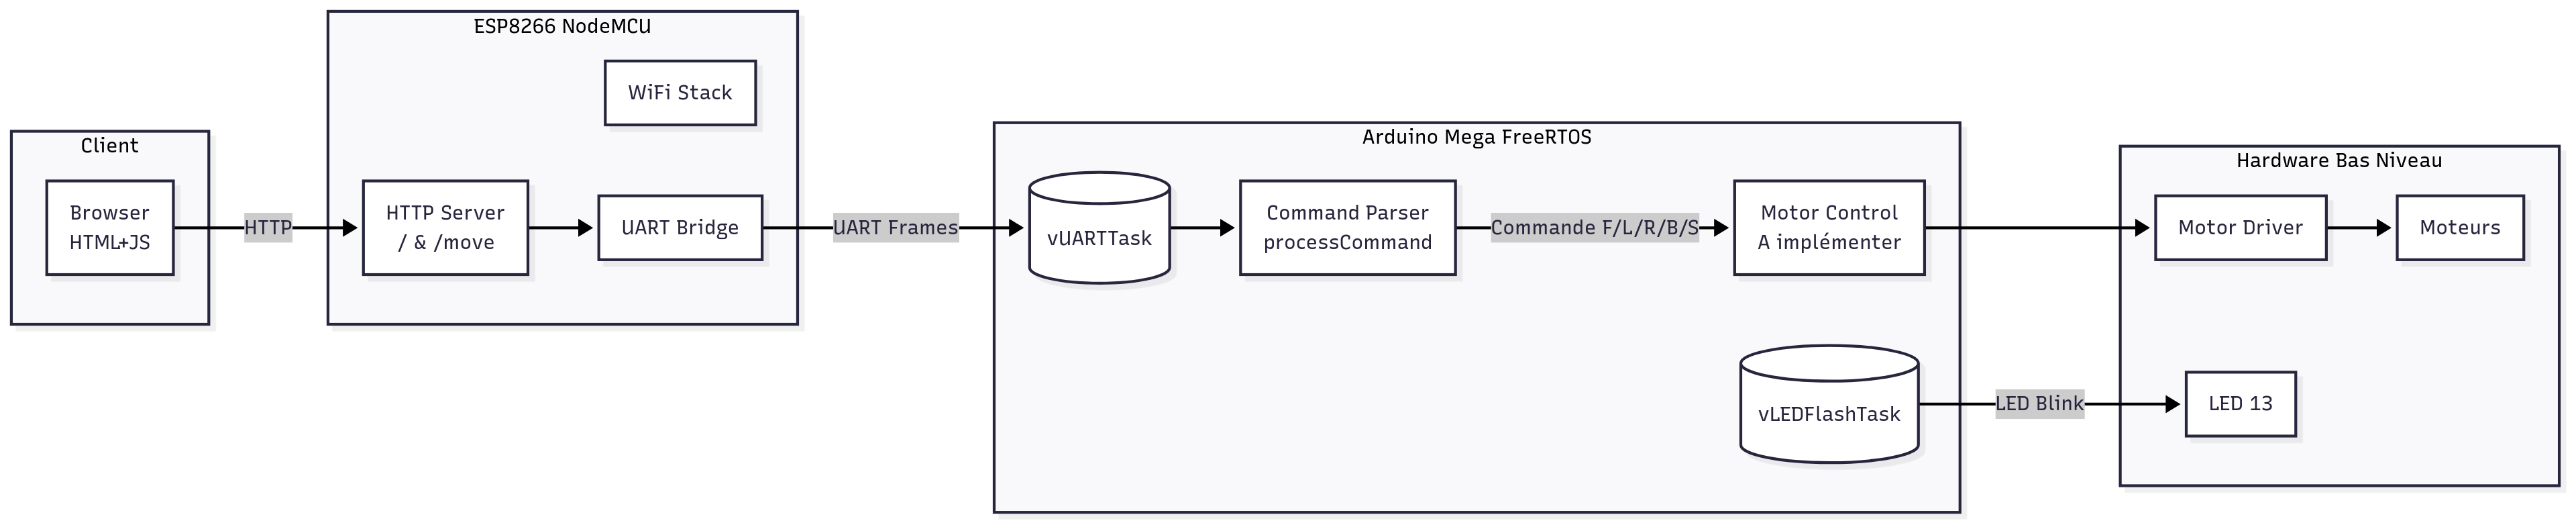 Client
Browser
HTML+JS
HTTP
ESP8266 NodeMCU
WiFi Stack
HTTP Server
/ & /move
UART Bridge
UART Frames
Arduino Mega FreeRTOS
vUARTTask
Command Parser
processCommand
Commande F/L/R/B/S
Motor Control
A implémenter
vLEDFlashTask
LED Blink
Hardware Bas Niveau
Motor Driver
Moteurs
LED 13